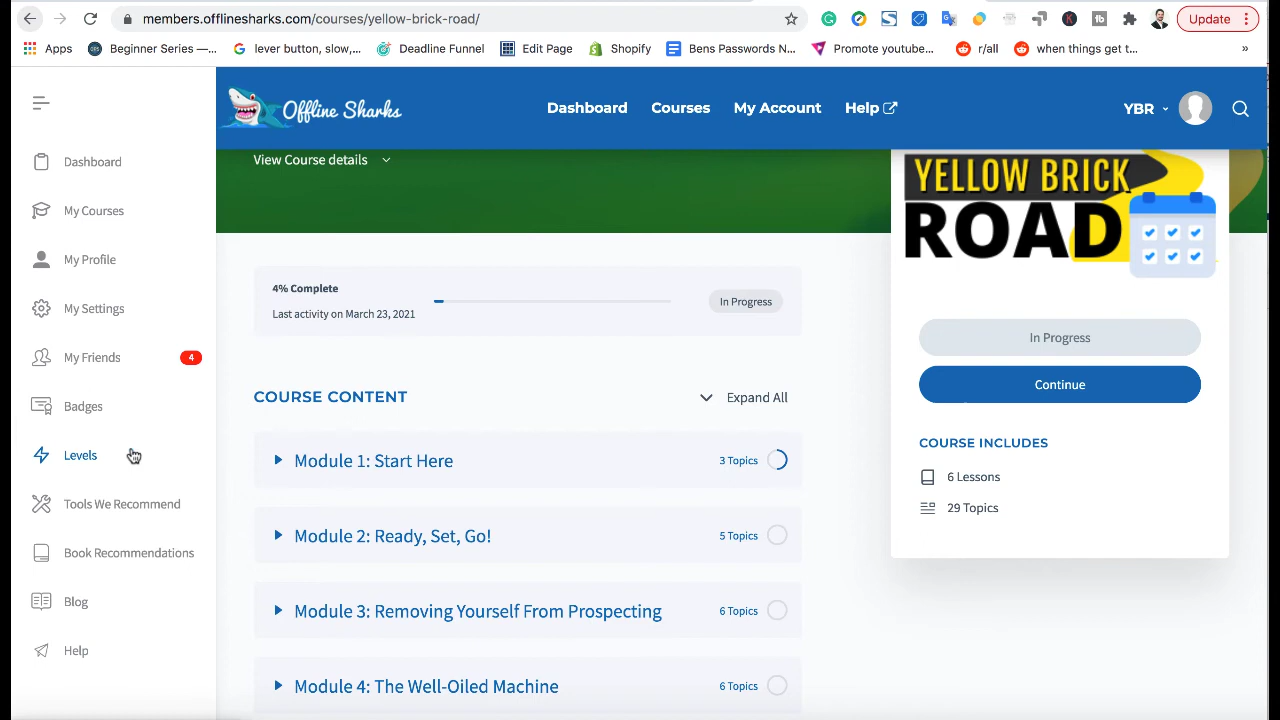 members.offlinesharks.com/courses/yellow-brick-road/
Update
Apps
Beginner Series —...
lever button, slow,...
Deadline Funnel
Edit Page
Shopify
Bens Passwords N...
Promote youtube...
r/all
when things get t...
»
Offline Sharks
Dashboard
Courses
My Account
Help
YBR
Dashboard
My Courses
My Profile
My Settings
My Friends
4
Badges
Levels
Tools We Recommend
Book Recommendations
Blog
Help
View Course details
YELLOW BRICK
ROAD
4% Complete
Last activity on March 23, 2021
In Progress
In Progress
Continue
COURSE CONTENT
Expand All
COURSE INCLUDES
6 Lessons
29 Topics
Module 1: Start Here
3 Topics
Module 2: Ready, Set, Go!
5 Topics
Module 3: Removing Yourself From Prospecting
6 Topics
Module 4: The Well-Oiled Machine
6 Topics